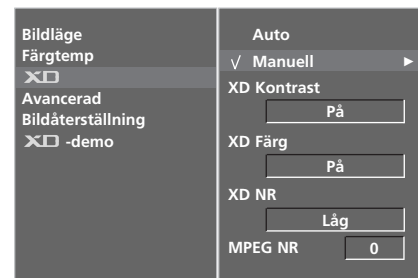 Bildläge
Färgtemp
XD
Avancerad
Bildåterställning
XD -demo
Auto
√ Manuell ►
XD Kontrast
På
XD Färg
På
XD NR
Låg
MPEG NR 0